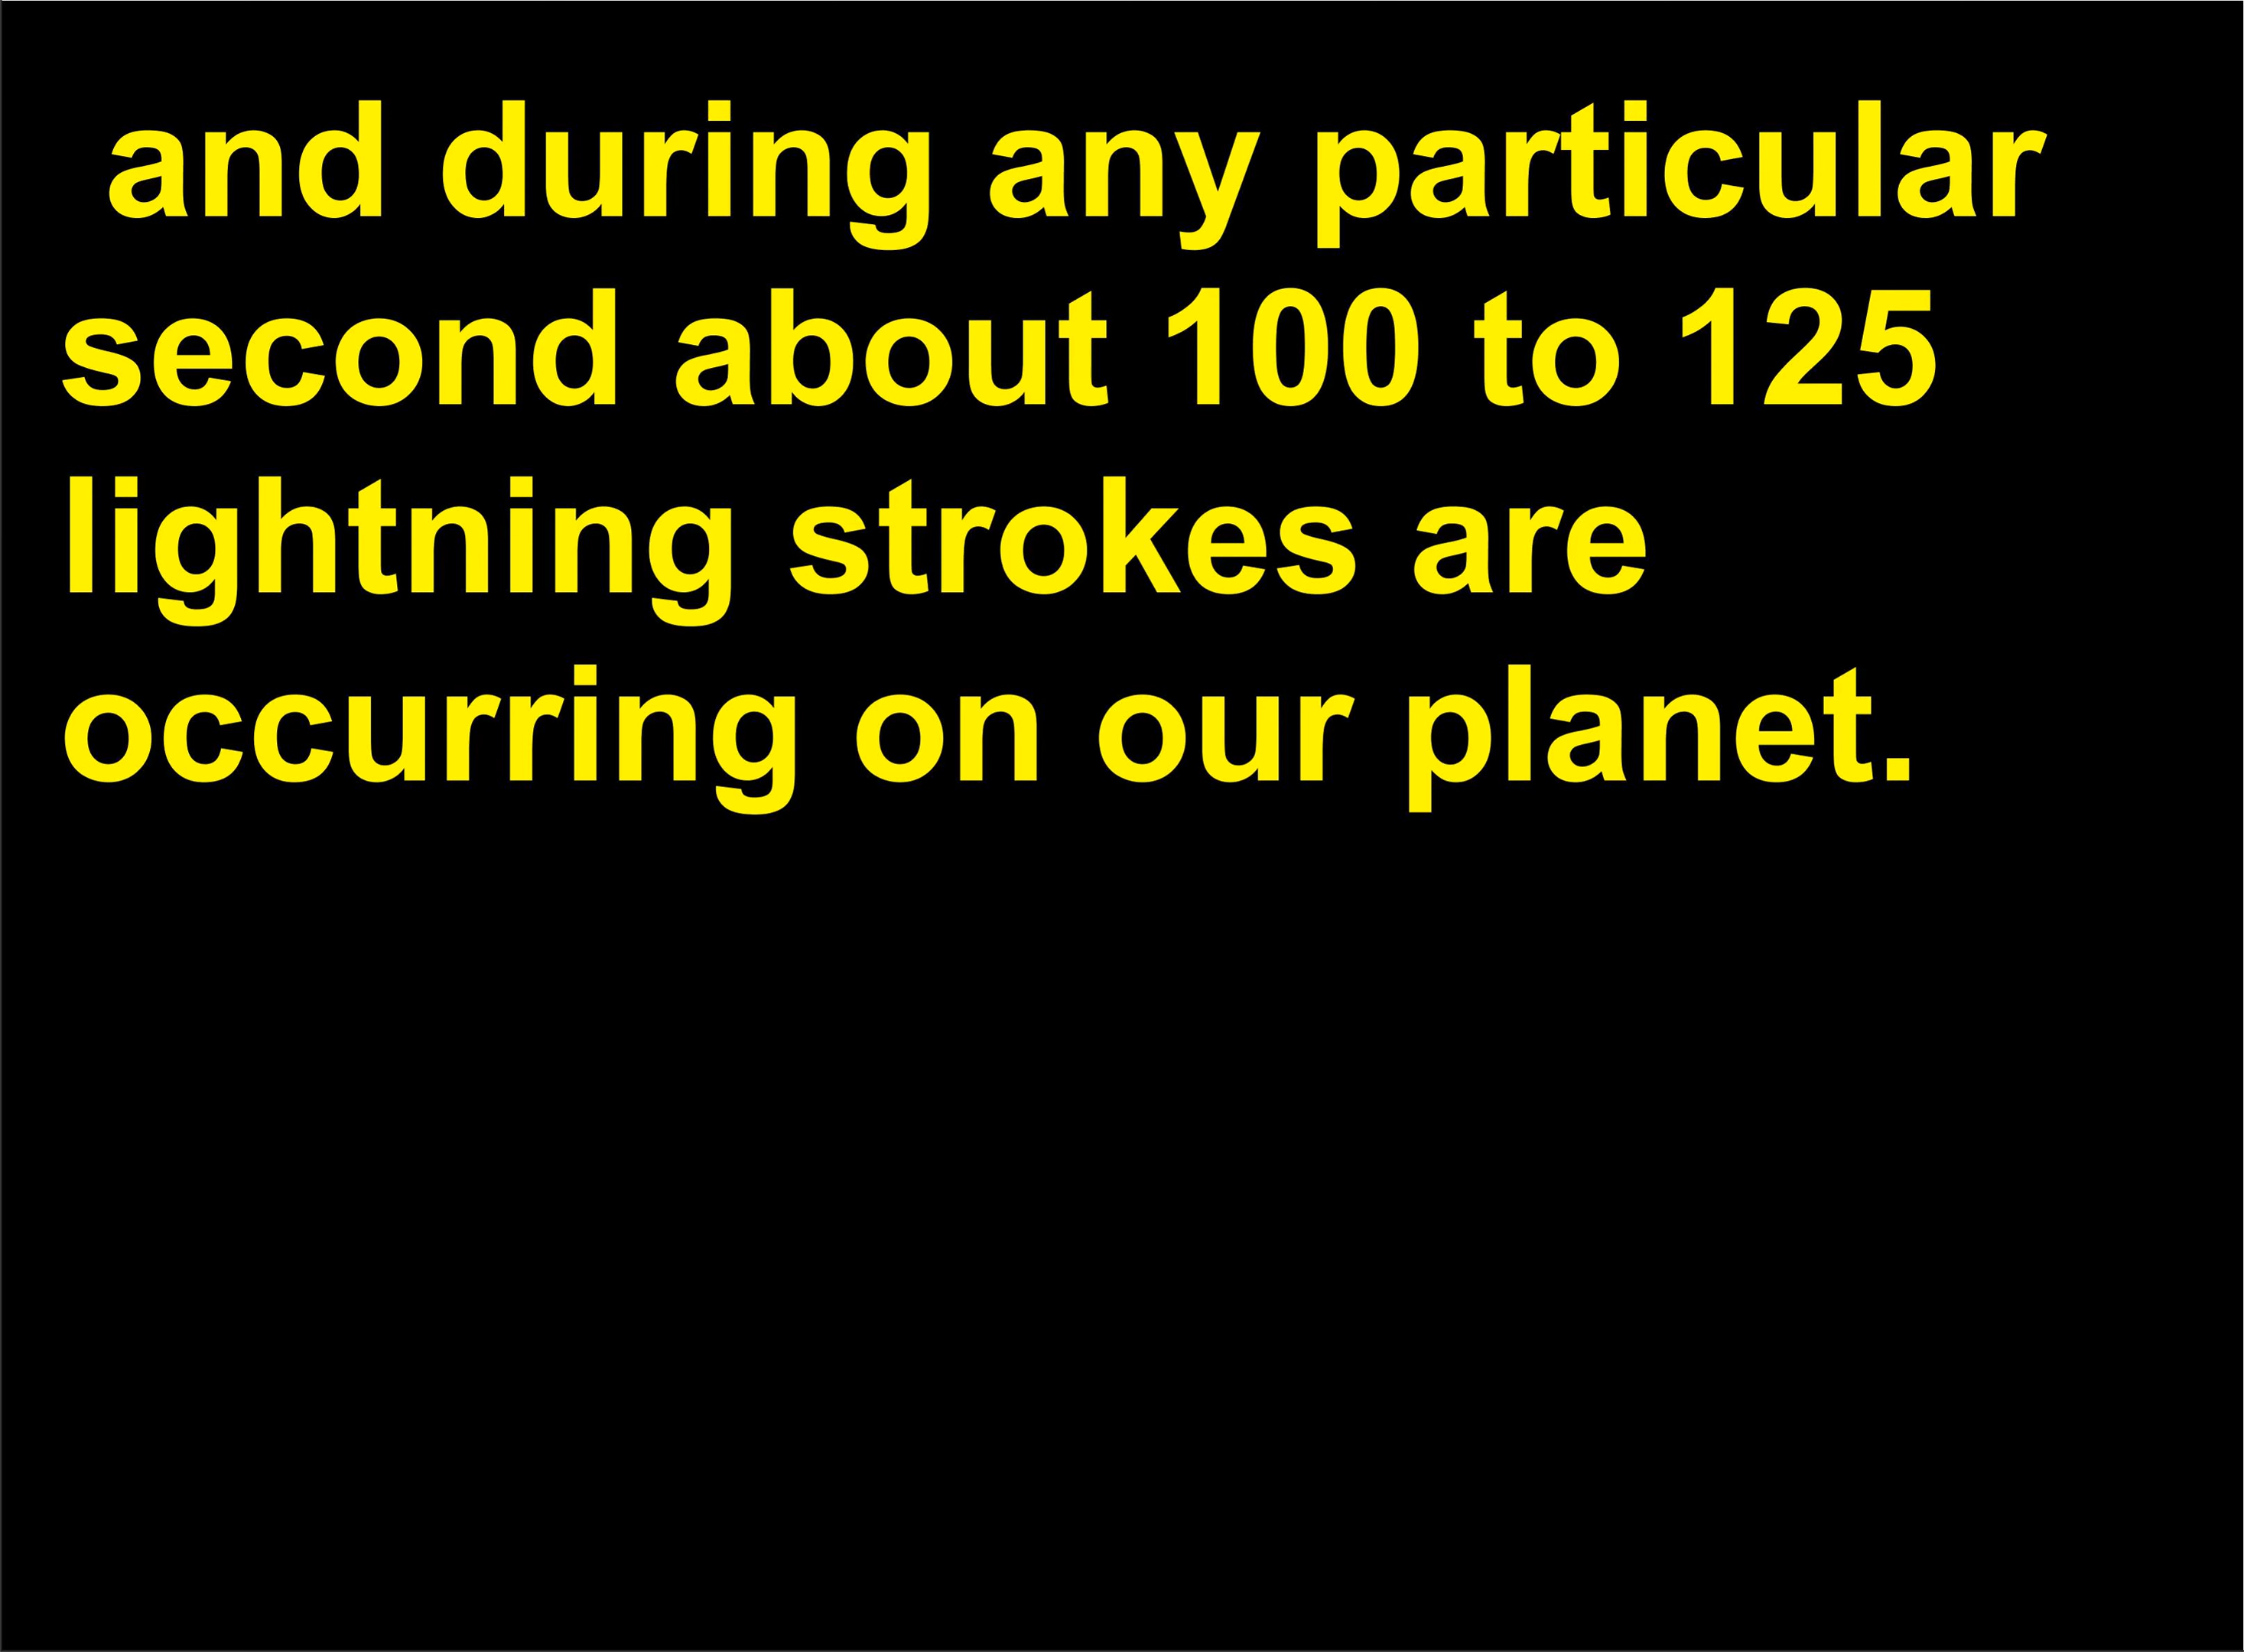 and during any particular
second about 100 to 125
lightning strokes are
occurring on our planet.